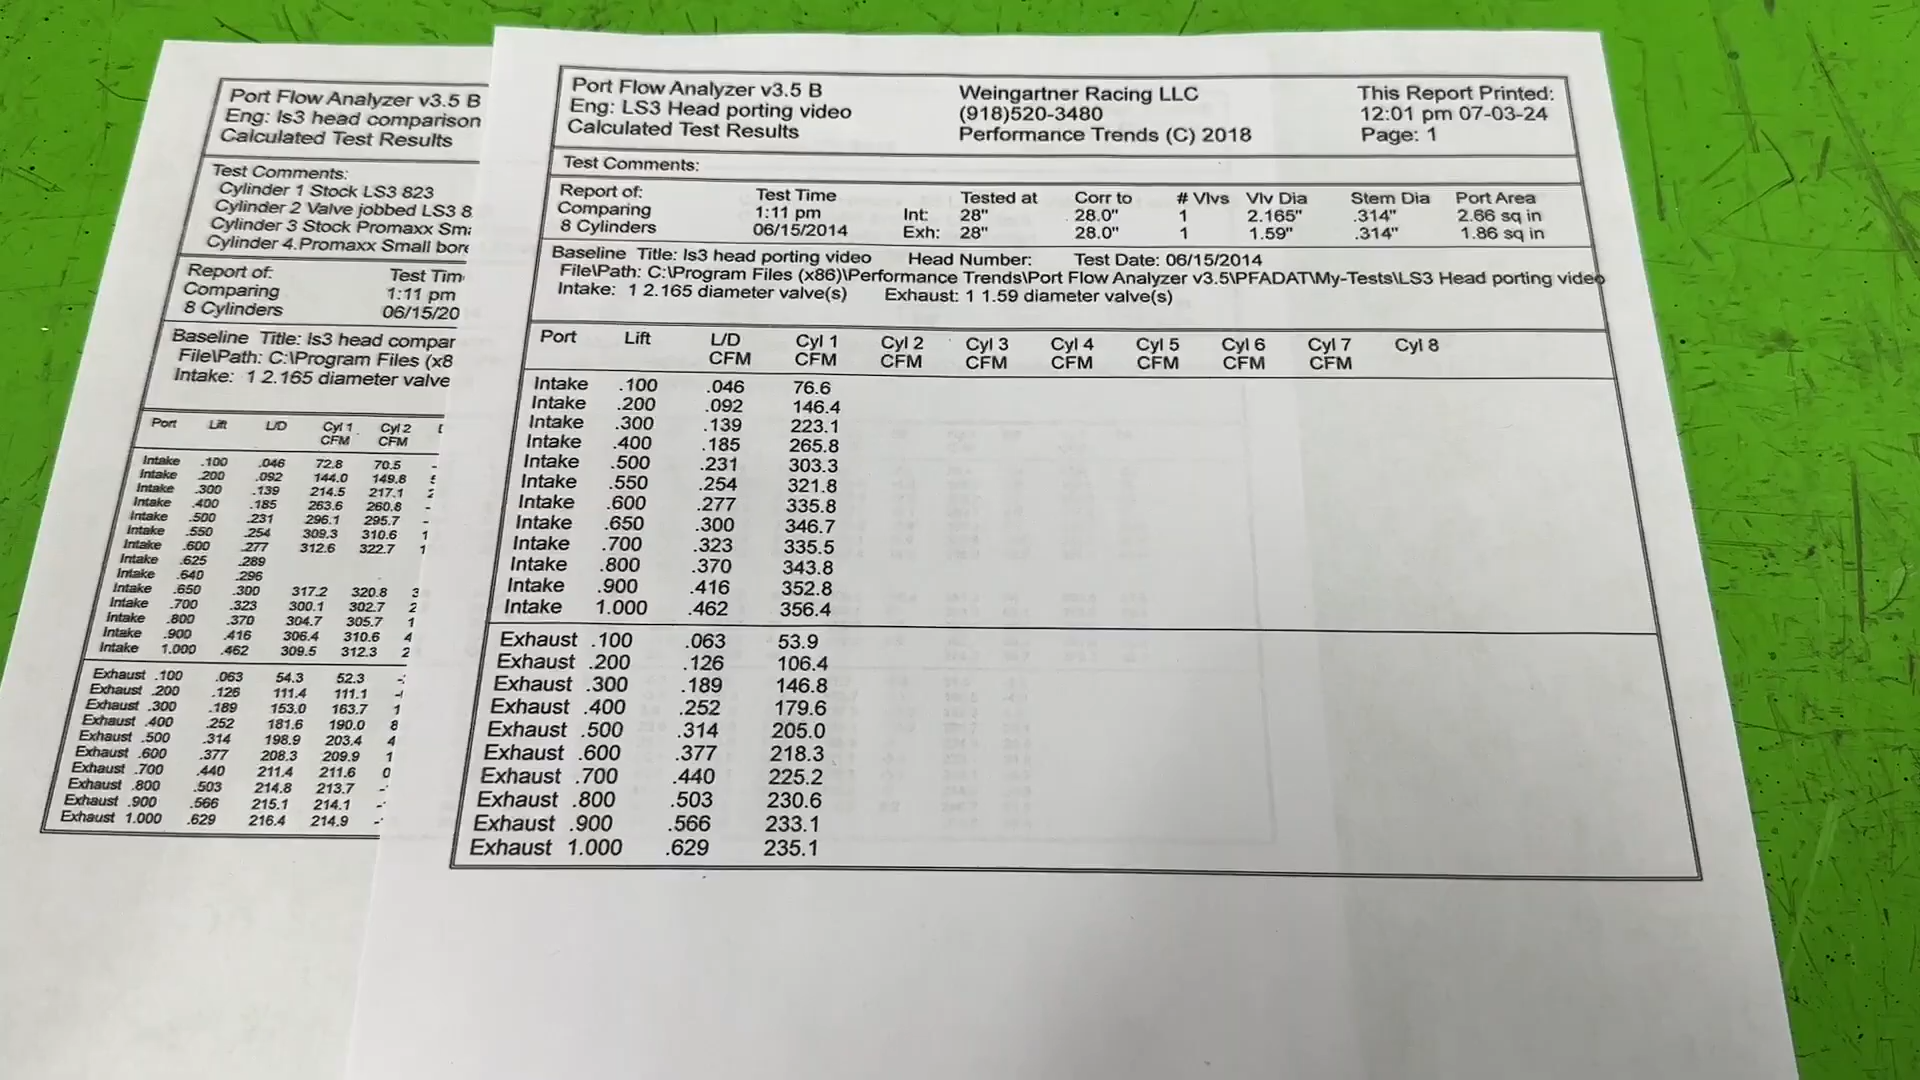 Port Flow Analyzer v3.5 B
Eng: ls3 head comparison
Calculated Test Results
Test Comments:
Cylinder 1 Stock LS3 823
Cylinder 2 Valve jobbed LS3 8
Cylinder 3 Stock Promaxx Sm
Cylinder 4 Promaxx Small bore
Report of: Test Tim
Comparing 1:11 pm
8 Cylinders 06/15/20
Baseline Title: ls3 head compar
File\Path: C:\Program Files (x8
Intake: 1 2.165 diameter valve
Port Lift L/D Cyl 1 Cyl 2
CFM CFM
Intake .100 .046 72.8 70.5 -
Intake .200 .092 144.0 149.8
Intake .300 .139 214.5 217.1
Intake .400 .185 263.6 260.8 -
Intake .500 .231 296.1 295.7 -
Intake .550 .254 309.3 310.6 1
Intake .600 .277 312.6 322.7 1
Intake .625 .289
Intake .640 .296
Intake .650 .300 317.2 320.8 3
Intake .700 .323 300.1 302.7 2
Intake .800 .370 304.7 305.7 1
Intake .900 .416 306.4 310.6 4
Intake 1.000 .462 309.5 312.3 2
Exhaust .100 .063 54.3 52.3 -
Exhaust .200 .126 111.4 111.1 -
Exhaust .300 .189 153.0 163.7 1
Exhaust .400 .252 181.6 190.0 8
Exhaust .500 .314 198.9 203.4 4
Exhaust .600 .377 208.3 209.9 1
Exhaust .700 .440 211.4 211.6 0
Exhaust .800 .503 214.8 213.7 -
Exhaust .900 .566 215.1 214.1 -
Exhaust 1.000 .629 216.4 214.9 -
Port Flow Analyzer v3.5 B Weingartner Racing LLC This Report Printed:
Eng: LS3 Head porting video (918)520-3480 12:01 pm 07-03-24
Calculated Test Results Performance Trends (C) 2018 Page: 1
Test Comments:
Report of: Test Time Tested at Corr to # Vlvs Vlv Dia Stem Dia Port Area
Comparing 1:11 pm Int: 28" 28.0" 1 2.165" .314" 2.66 sq in
8 Cylinders 06/15/2014 Exh: 28" 28.0" 1 1.59" .314" 1.86 sq in
Baseline Title: ls3 head porting video Head Number: Test Date: 06/15/2014
File\Path: C:\Program Files (x86)\Performance Trends\Port Flow Analyzer v3.5\PFADAT\My-Tests\LS3 Head porting video
Intake: 1 2.165 diameter valve(s) Exhaust: 1 1.59 diameter valve(s)
Port Lift L/D Cyl 1 Cyl 2 Cyl 3 Cyl 4 Cyl 5 Cyl 6 Cyl 7 Cyl 8
CFM CFM CFM CFM CFM CFM CFM CFM
Intake .100 .046 76.6
Intake .200 .092 146.4
Intake .300 .139 223.1
Intake .400 .185 265.8
Intake .500 .231 303.3
Intake .550 .254 321.8
Intake .600 .277 335.8
Intake .650 .300 346.7
Intake .700 .323 335.5
Intake .800 .370 343.8
Intake .900 .416 352.8
Intake 1.000 .462 356.4
Exhaust .100 .063 53.9
Exhaust .200 .126 106.4
Exhaust .300 .189 146.8
Exhaust .400 .252 179.6
Exhaust .500 .314 205.0
Exhaust .600 .377 218.3
Exhaust .700 .440 225.2
Exhaust .800 .503 230.6
Exhaust .900 .566 233.1
Exhaust 1.000 .629 235.1